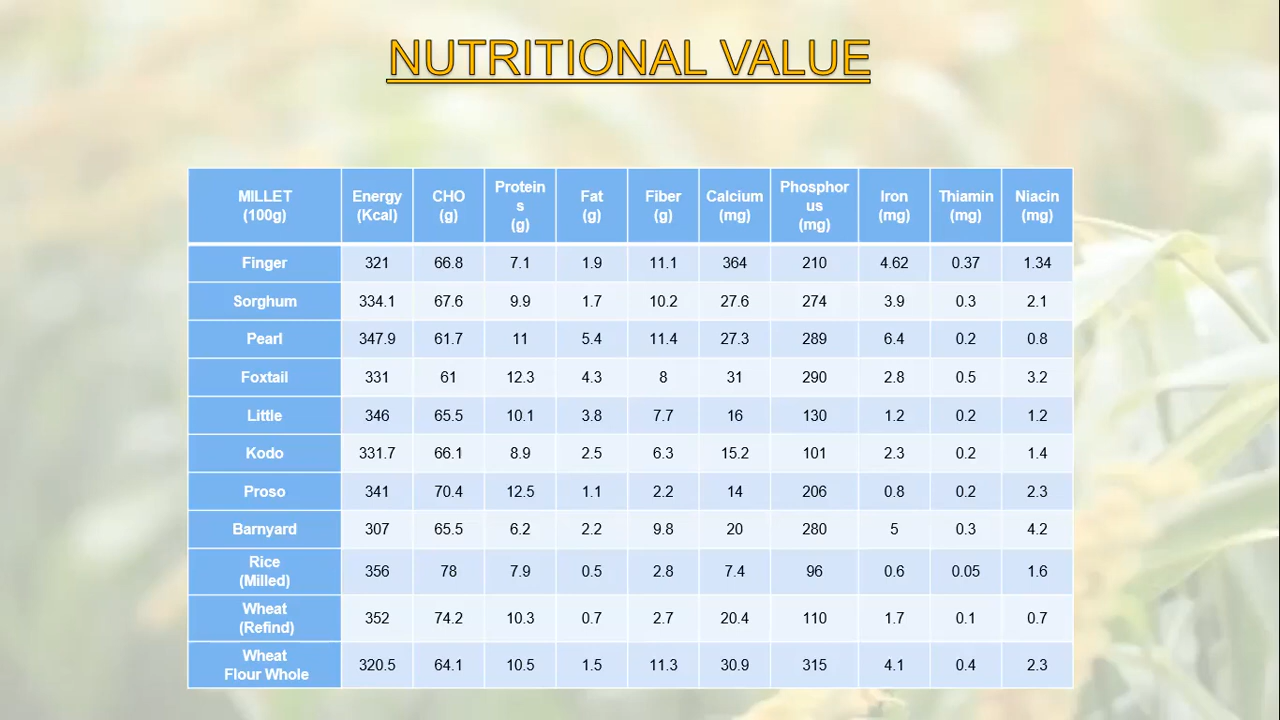 NUTRITIONAL VALUE
MILLET (100g) Energy (Kcal) CHO (g) Protein s (g) Fat (g) Fiber (g) Calcium (mg) Phosphor us (mg) Iron (mg) Thiamin (mg) Niacin (mg)
Finger 321 66.8 7.1 1.9 11.1 364 210 4.62 0.37 1.34
Sorghum 334.1 67.6 9.9 1.7 10.2 27.6 274 3.9 0.3 2.1
Pearl 347.9 61.7 11 5.4 11.4 27.3 289 6.4 0.2 0.8
Foxtail 331 61 12.3 4.3 8 31 290 2.8 0.5 3.2
Little 346 65.5 10.1 3.8 7.7 16 130 1.2 0.2 1.2
Kodo 331.7 66.1 8.9 2.5 6.3 15.2 101 2.3 0.2 1.4
Proso 341 70.4 12.5 1.1 2.2 14 206 0.8 0.2 2.3
Barnyard 307 65.5 6.2 2.2 9.8 20 280 5 0.3 4.2
Rice (Milled) 356 78 7.9 0.5 2.8 7.4 96 0.6 0.05 1.6
Wheat (Refind) 352 74.2 10.3 0.7 2.7 20.4 110 1.7 0.1 0.7
Wheat Flour Whole 320.5 64.1 10.5 1.5 11.3 30.9 315 4.1 0.4 2.3